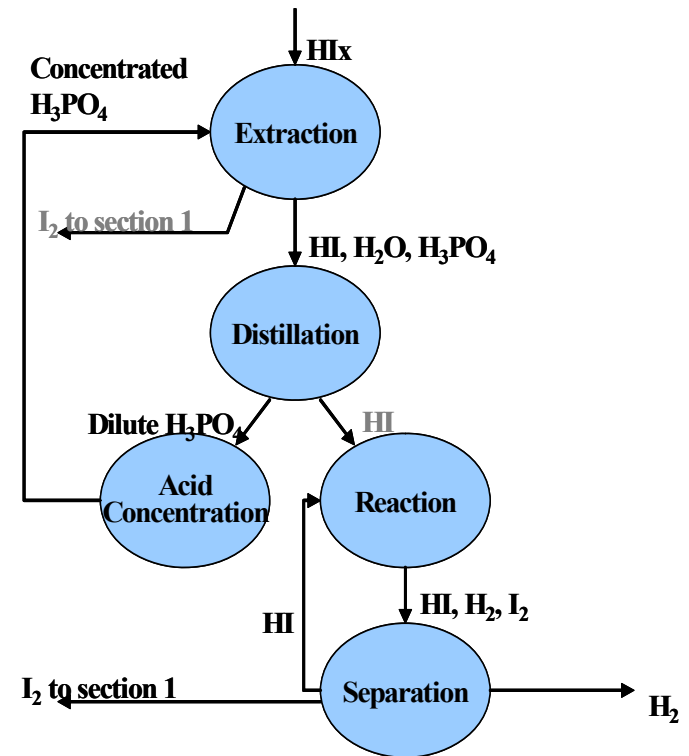 HIx
Concentrated
H₃PO₄
Extraction
I₂ to section 1
HI, H₂O, H₃PO₄
Distillation
Dilute H₃PO₄
HI
Acid
Concentration
Reaction
HI, H₂, I₂
HI
I₂ to section 1
Separation
H₂